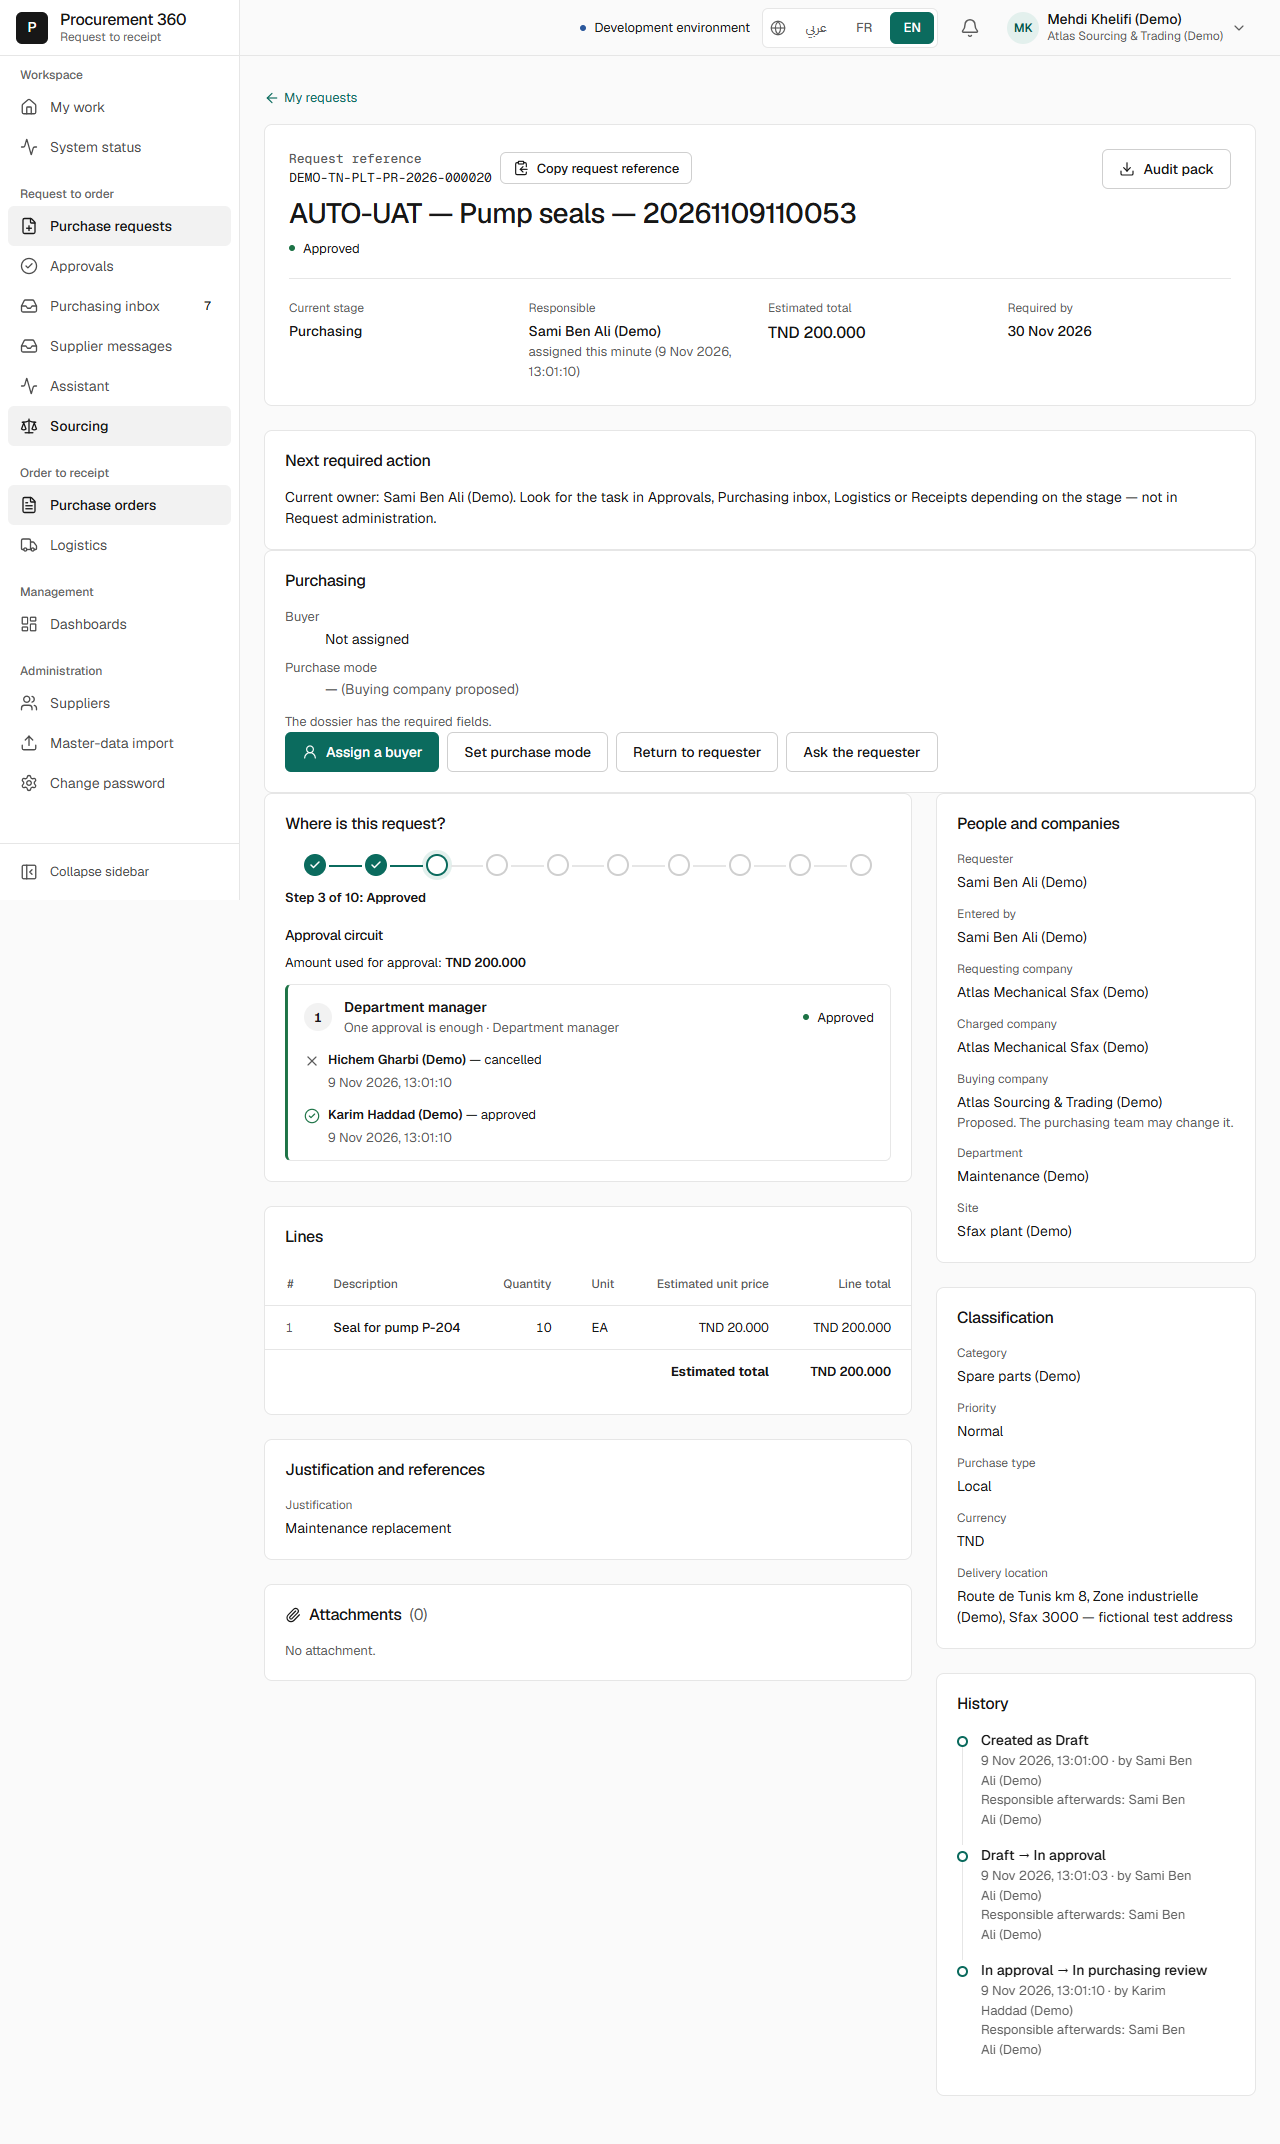 P
Procurement 360
Request to receipt
Development environment
عربي
FR
EN
MK
Mehdi Khelifi (Demo)
Atlas Sourcing & Trading (Demo)
Workspace
My work
System status
Request to order
Purchase requests
Approvals
Purchasing inbox 7
Supplier messages
Assistant
Sourcing
Order to receipt
Purchase orders
Logistics
Management
Dashboards
Administration
Suppliers
Master-data import
Change password
Collapse sidebar
My requests
Request reference
DEMO-TN-PLT-PR-2026-000020
Copy request reference
Audit pack
AUTO-UAT — Pump seals — 20261109110053
Approved
Current stage
Purchasing
Responsible
Sami Ben Ali (Demo)
assigned this minute (9 Nov 2026,
13:01:10)
Estimated total
TND 200.000
Required by
30 Nov 2026
Next required action
Current owner: Sami Ben Ali (Demo). Look for the task in Approvals, Purchasing inbox, Logistics or Receipts depending on the stage — not in
Request administration.
Purchasing
Buyer
Not assigned
Purchase mode
— (Buying company proposed)
The dossier has the required fields.
Assign a buyer
Set purchase mode
Return to requester
Ask the requester
Where is this request?
Step 3 of 10: Approved
Approval circuit
Amount used for approval: TND 200.000
1
Department manager
One approval is enough · Department manager
Approved
Hichem Gharbi (Demo) — cancelled
9 Nov 2026, 13:01:10
Karim Haddad (Demo) — approved
9 Nov 2026, 13:01:10
Lines
# Description Quantity Unit Estimated unit price Line total
1 Seal for pump P-204 10 EA TND 20.000 TND 200.000
Estimated total TND 200.000
Justification and references
Justification
Maintenance replacement
Attachments (0)
No attachment.
People and companies
Requester
Sami Ben Ali (Demo)
Entered by
Sami Ben Ali (Demo)
Requesting company
Atlas Mechanical Sfax (Demo)
Charged company
Atlas Mechanical Sfax (Demo)
Buying company
Atlas Sourcing & Trading (Demo)
Proposed. The purchasing team may change it.
Department
Maintenance (Demo)
Site
Sfax plant (Demo)
Classification
Category
Spare parts (Demo)
Priority
Normal
Purchase type
Local
Currency
TND
Delivery location
Route de Tunis km 8, Zone industrielle
(Demo), Sfax 3000 — fictional test address
History
Created as Draft
9 Nov 2026, 13:01:00 · by Sami Ben
Ali (Demo)
Responsible afterwards: Sami Ben
Ali (Demo)
Draft → In approval
9 Nov 2026, 13:01:03 · by Sami Ben
Ali (Demo)
Responsible afterwards: Sami Ben
Ali (Demo)
In approval → In purchasing review
9 Nov 2026, 13:01:10 · by Karim
Haddad (Demo)
Responsible afterwards: Sami Ben
Ali (Demo)